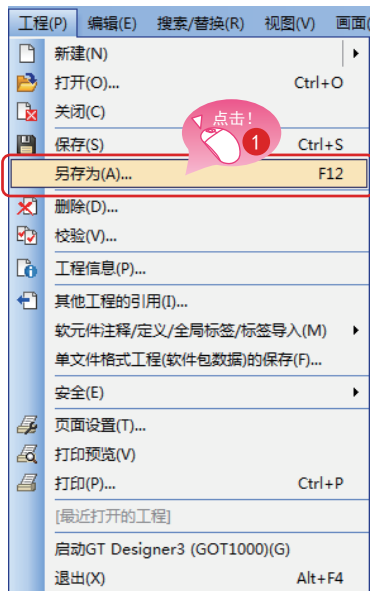 工程(P) 编辑(E) 搜索/替换(R) 视图(V) 画面(
新建(N)
打开(O)... Ctrl+O
关闭(C)
点击!
保存(S) 1 Ctrl+S
另存为(A)... F12
删除(D)...
校验(V)...
工程信息(P)...
其他工程的引用(I)...
软元件注释/定义/全局标签/标签导入(M)
单文件格式工程(软件包数据)的保存(F)...
安全(E)
页面设置(T)...
打印预览(V)
打印(P)... Ctrl+P
[最近打开的工程]
启动GT Designer3 (GOT1000)(G)
退出(X) Alt+F4